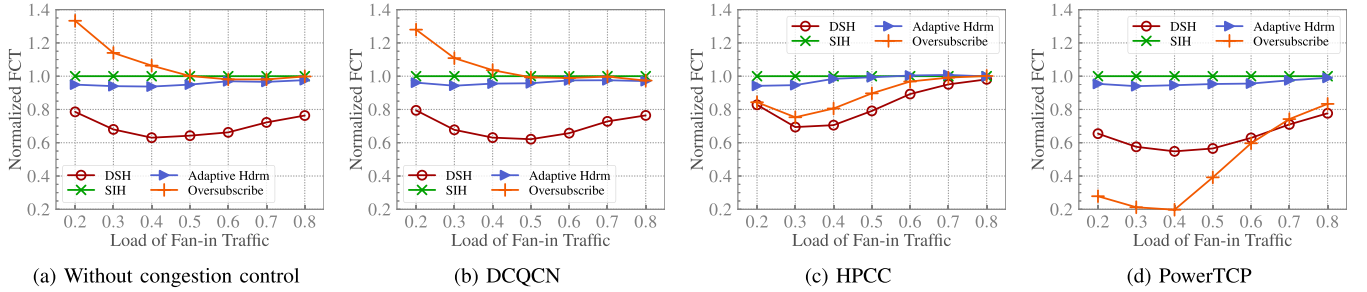 Normalized FCT
1.4
1.2
1.0
0.8
0.6
0.4
0.2
DSH
SIH
Adaptive Hdrm
Oversubscribe
0.2 0.3 0.4 0.5 0.6 0.7 0.8
Load of Fan-in Traffic
(a) Without congestion control
Normalized FCT
1.4
1.2
1.0
0.8
0.6
0.4
0.2
DSH
SIH
Adaptive Hdrm
Oversubscribe
0.2 0.3 0.4 0.5 0.6 0.7 0.8
Load of Fan-in Traffic
(b) DCQCN
Normalized FCT
1.4
1.2
1.0
0.8
0.6
0.4
0.2
DSH
SIH
Adaptive Hdrm
Oversubscribe
0.2 0.3 0.4 0.5 0.6 0.7 0.8
Load of Fan-in Traffic
(c) HPCC
Normalized FCT
1.4
1.2
1.0
0.8
0.6
0.4
0.2
DSH
SIH
Adaptive Hdrm
Oversubscribe
0.2 0.3 0.4 0.5 0.6 0.7 0.8
Load of Fan-in Traffic
(d) PowerTCP